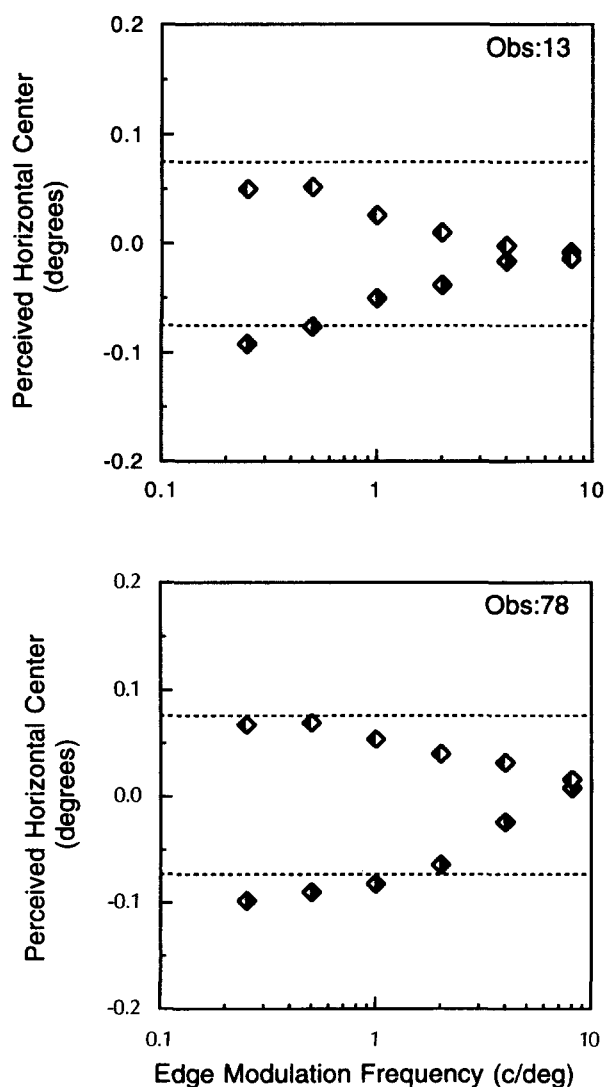 Obs:13
Perceived Horizontal Center
(degrees)
0.2
0.1
0.0
-0.1
-0.2
0.1
1
10
Obs:78
Perceived Horizontal Center
(degrees)
0.2
0.1
0.0
-0.1
-0.2
0.1
1
10
Edge Modulation Frequency (c/deg)